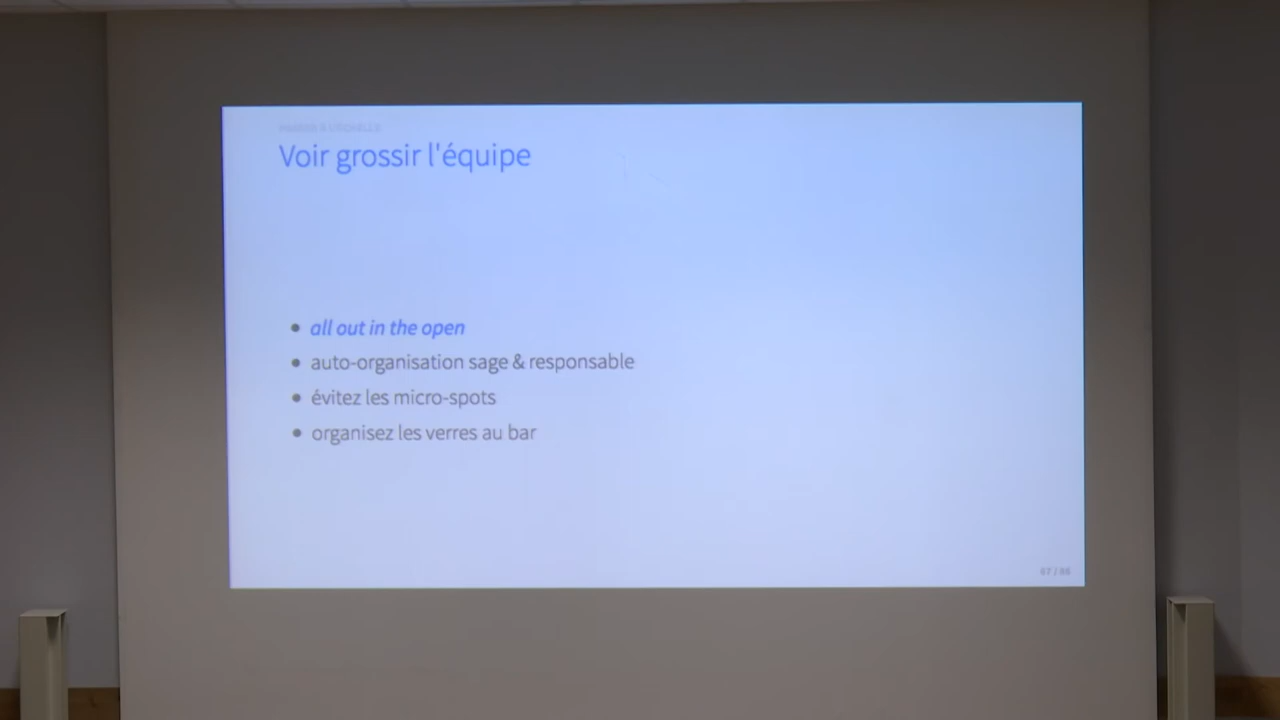 Voir grossir l'équipe
all out in the open
auto-organisation sage & responsable
évitez les micro-spots
organisez les verres au bar